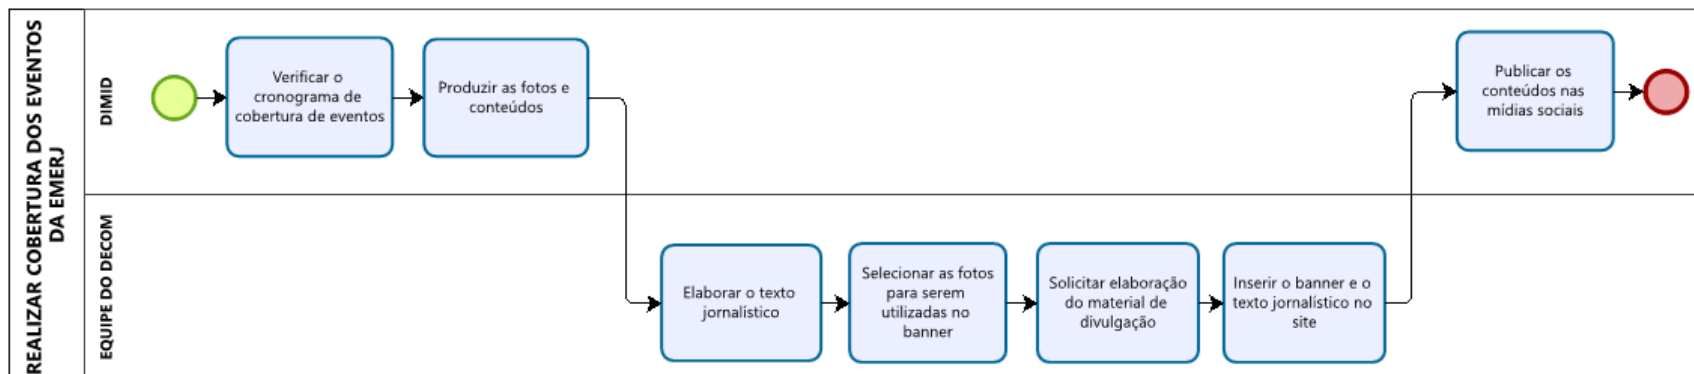 REALIZAR COBERTURA DOS EVENTOS
DA EMERJ
DIMID
Verificar o
cronograma de
cobertura de eventos
Produzir as fotos e
conteúdos
Publicar os
conteúdos nas
mídias sociais
EQUIPE DO DECOM
Elaborar o texto
jornalístico
Selecionar as fotos
para serem
utilizadas no
banner
Solicitar elaboração
do material de
divulgação
Inserir o banner e o
texto jornalístico no
site